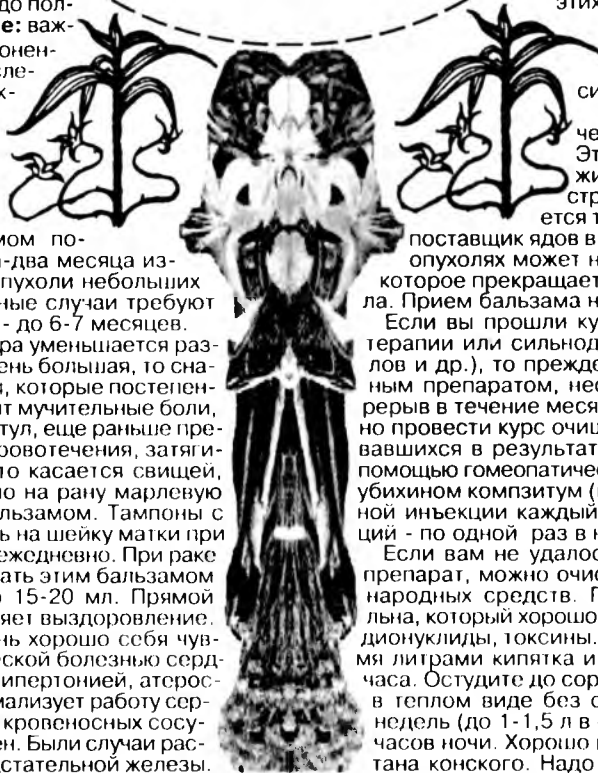 до пол-
е: важ-
онен-
сле-
х-
мом по-
-два месяца из-
пухоли небольших
ные случаи требуют
- до 6-7 месяцев.
ра уменьшается раз-
ень большая, то сна-
я, которые постепен-
т мучительные боли,
тул, еще раньше пре-
ровотечения, затяги-
то касается свищей,
о на рану марлевую
льзамом. Тампоны с
ь на шейку матки при
ежедневно. При раке
ать этим бальзамом
о 15-20 мл. Прямой
яет выздоровление.
нь хорошо себя чув-
ской болезнью серд-
ипертонией, атерос-
мализует работу сер-
кровеносных сосу-
ен. Были случаи рас-
дстательной железы.
этих
си
че
Эт
жи
стр
ется т
поставщик ядов в
опухолях может н
которое прекращает
ла. Прием бальзама н
Если вы прошли ку
терапии или сильнод
лов и др.), то прежде
ным препаратом, нес
рерыв в течение меся
но провести курс очищ
вавшихся в результат
помощью гомеопатичес
убихином компзитум (
ной инъекции каждый
ций - по одной раз в н
Если вам не удалос
препарат, можно очис
народных средств. П
льна, который хорошо
дионуклиды, токсины.
мя литрами кипятка и
часа. Остудите до сор
в теплом виде без с
недель (до 1-1,5 л в
часов ночи. Хорошо п
тана конского. Надо